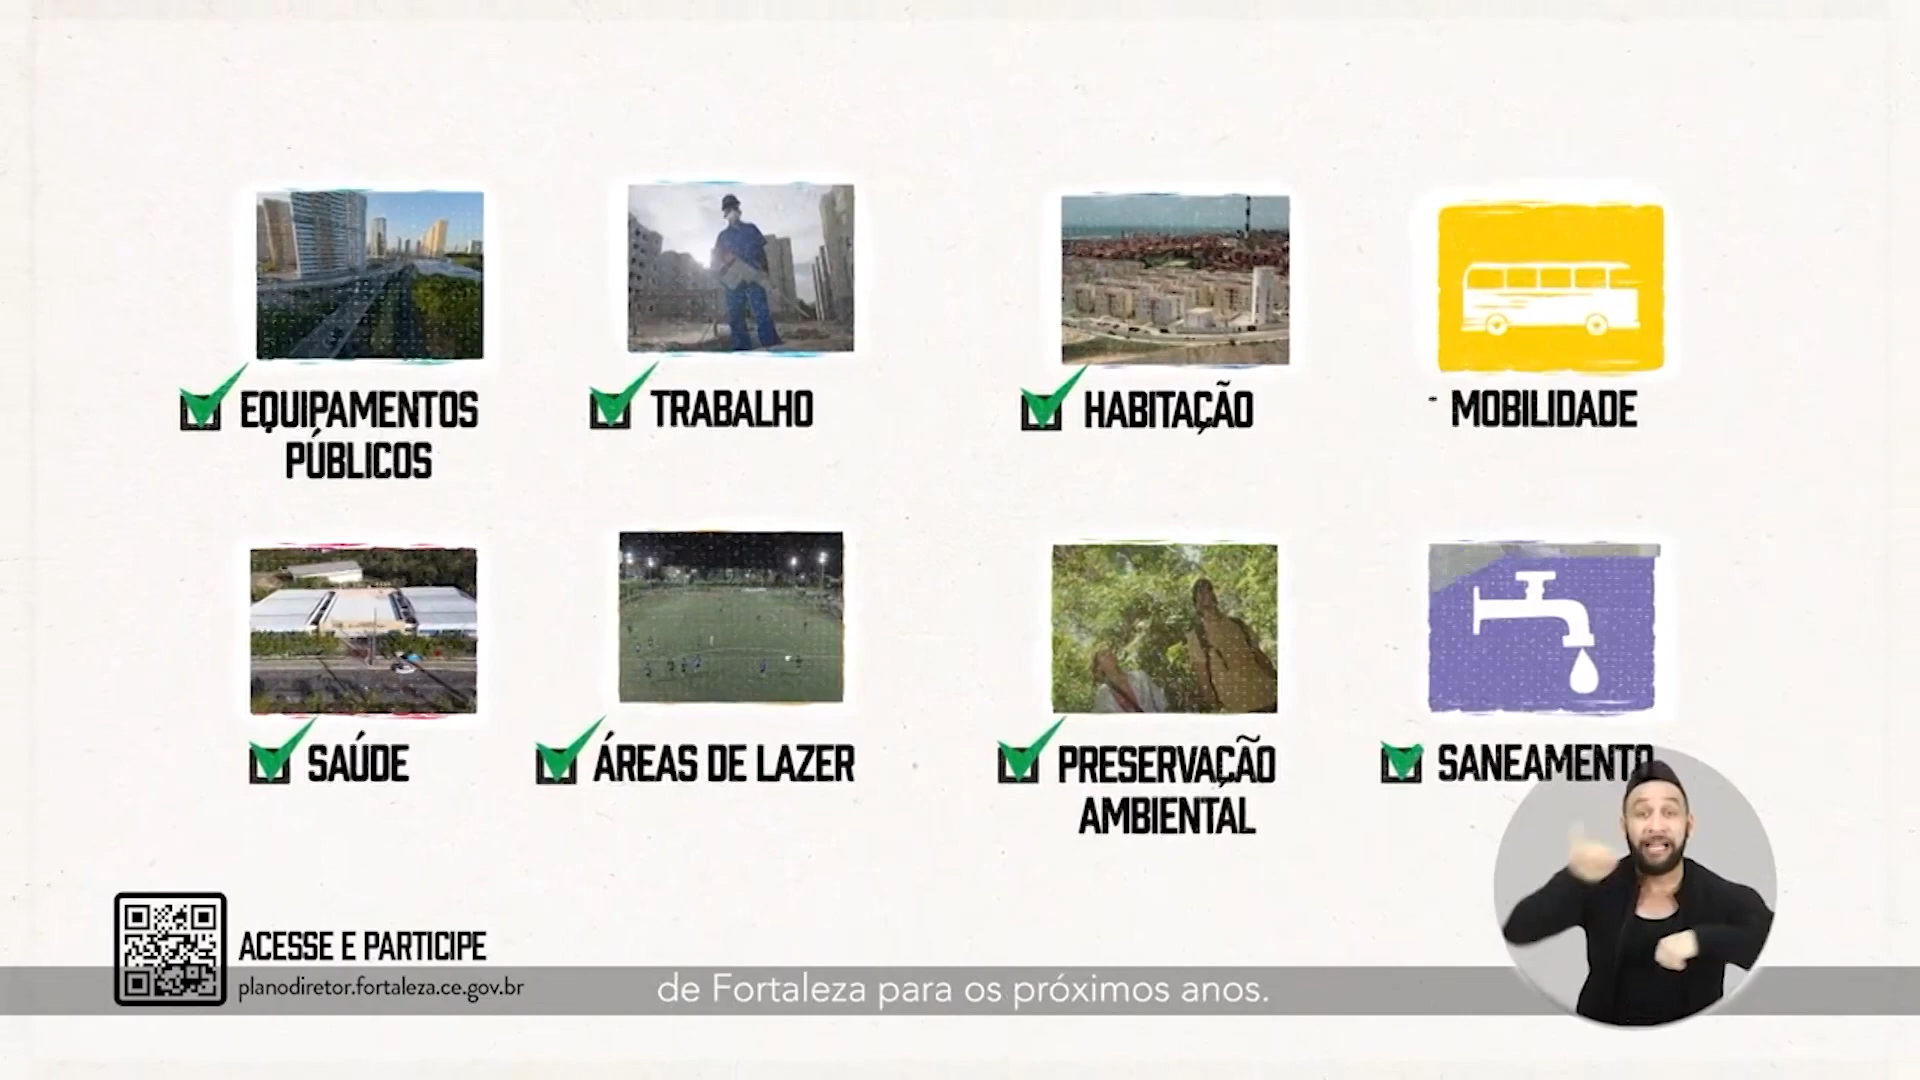 EQUIPAMENTOS
PÚBLICOS
TRABALHO
HABITAÇÃO
MOBILIDADE
SAÚDE
ÁREAS DE LAZER
PRESERVAÇÃO
AMBIENTAL
SANEAMENTO
ACESSE E PARTICIPE
planodiretor.fortaleza.ce.gov.br
de Fortaleza para os próximos anos.